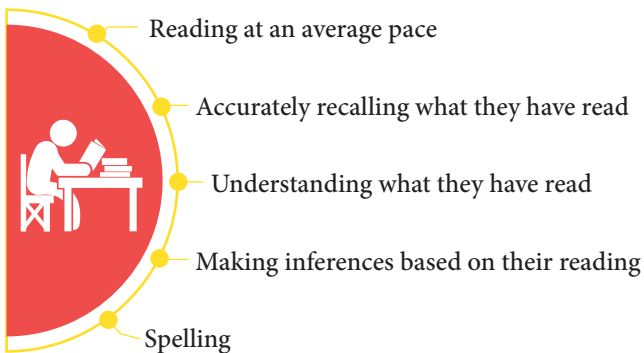 Reading at an average pace
Accurately recalling what they have read
Understanding what they have read
Making inferences based on their reading
Spelling